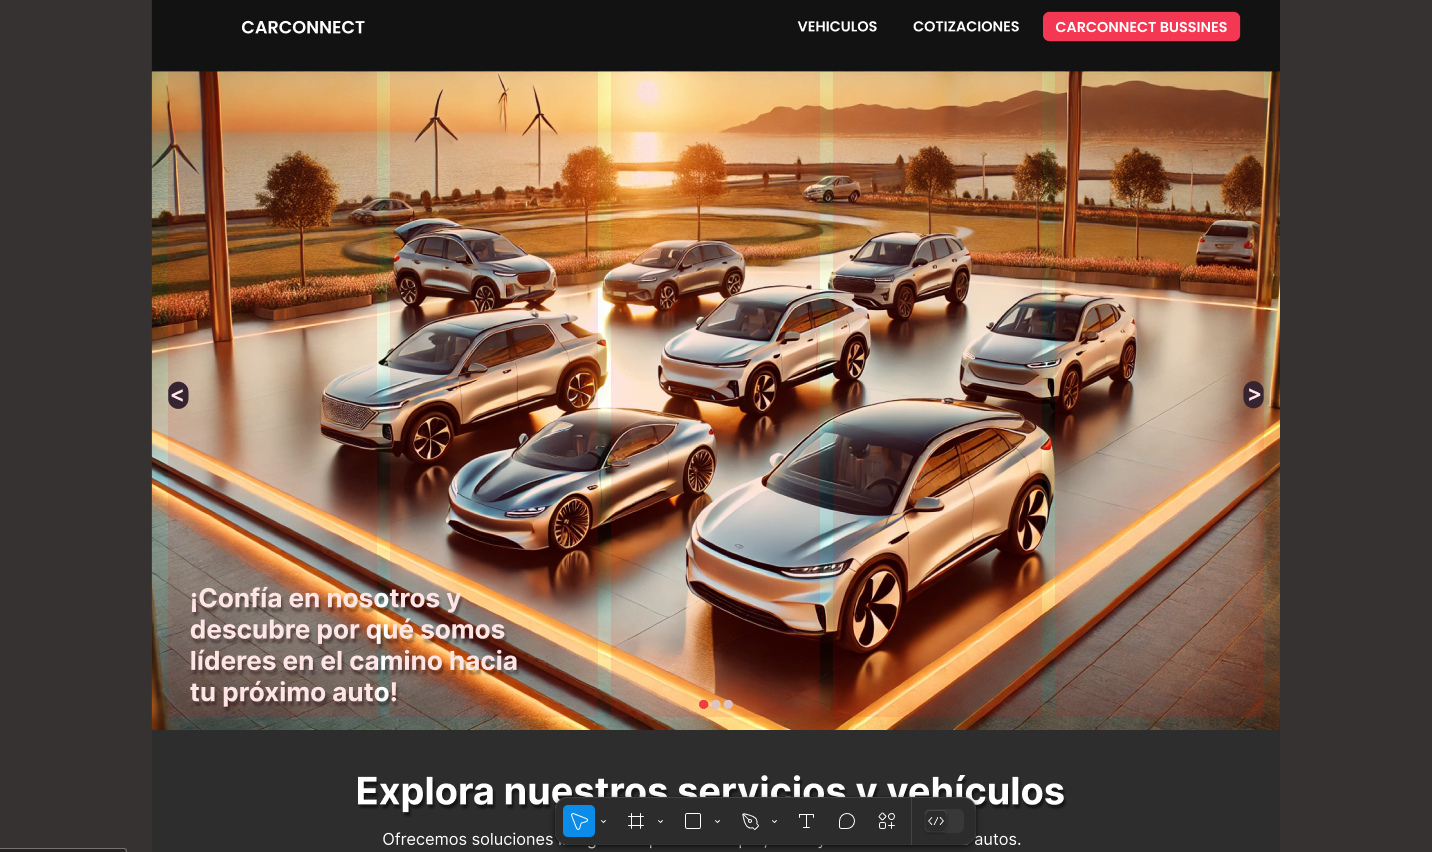 CARCONNECT
VEHICULOS
COTIZACIONES
CARCONNECT BUSSINES
<
>
¡Confía en nosotros y
descubre por qué somos
líderes en el camino hacia
tu próximo auto!
Explora nuestros servicios y vehículos
Ofrecemos soluciones
autos.